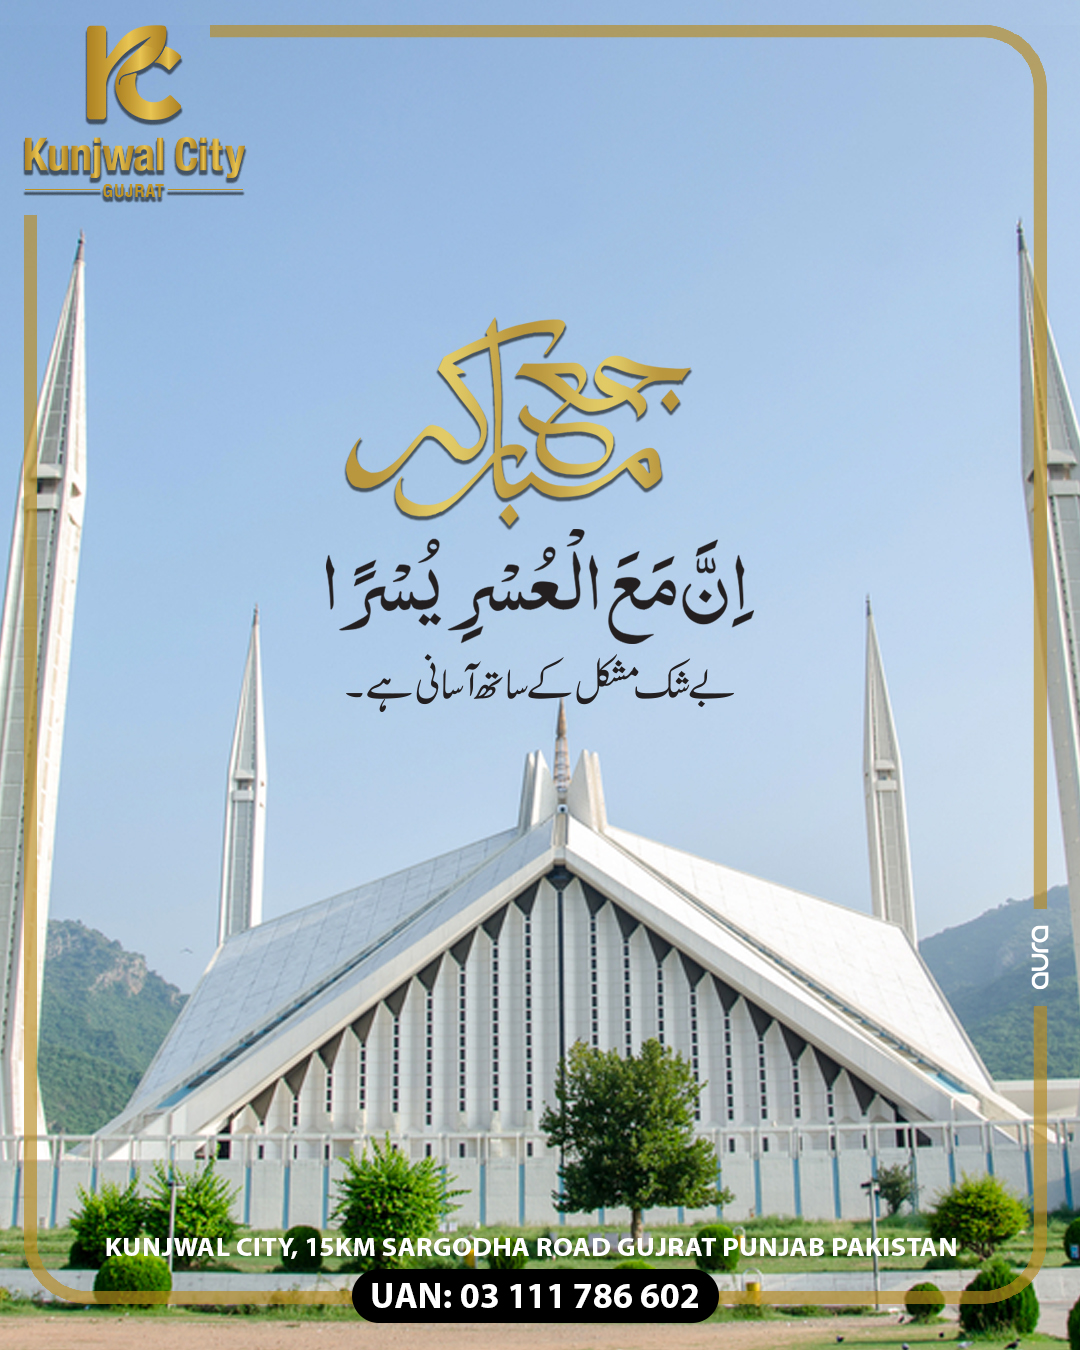 Kunjwal City
GUJRAT
جمعہ مبارک
اِنَّ مَعَ الْعُسْرِ يُسْرًا
بے شک مشکل کے ساتھ آسانی ہے۔
aura
KUNJWAL CITY, 15KM SARGODHA ROAD GUJRAT PUNJAB PAKISTAN
UAN: 03 111 786 602